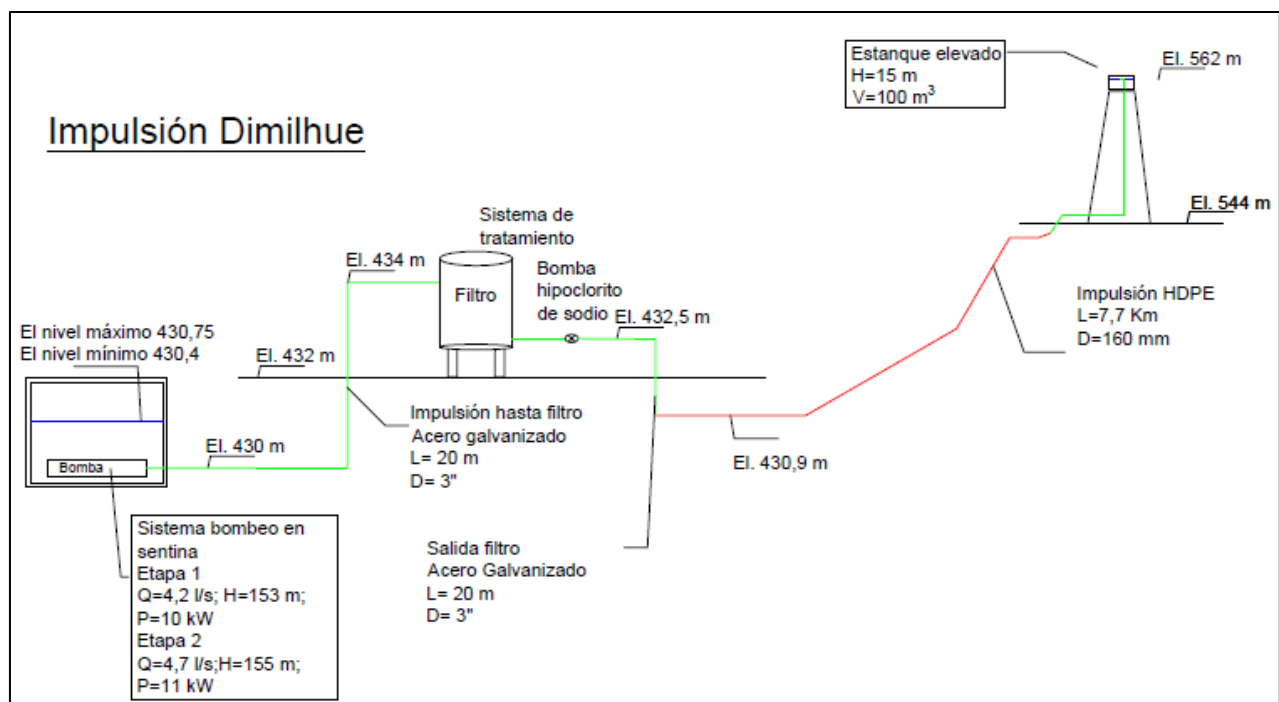 Impulsión Dimilhue
Estanque elevado
H=15 m
V=100 m³
El. 562 m
El. 544 m
Sistema de
tratamiento
El. 434 m
Filtro
Bomba
hipoclorito
de sodio
El. 432,5 m
Impulsión HDPE
L=7,7 Km
D=160 mm
El nivel máximo 430,75
El nivel mínimo 430,4
El. 432 m
Impulsión hasta filtro
Acero galvanizado
L= 20 m
D= 3"
El. 430 m
El. 430,9 m
Bomba
Sistema bombeo en
sentina
Etapa 1
Q=4,2 l/s; H=153 m;
P=10 kW
Etapa 2
Q=4,7 l/s;H=155 m;
P=11 kW
Salida filtro
Acero Galvanizado
L= 20 m
D= 3"